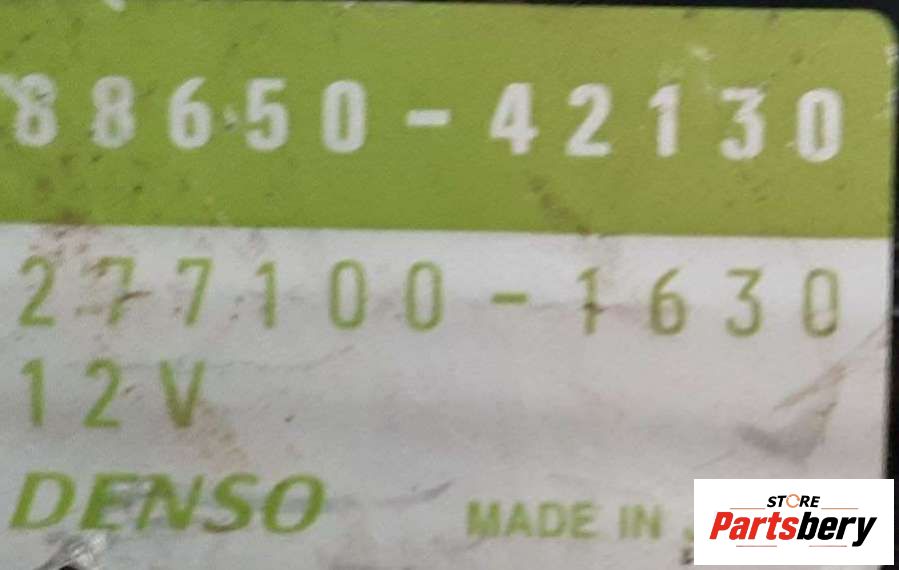 88650-42130
277100-1630
12V
DENSO
MADE IN
STORE
Partsbery